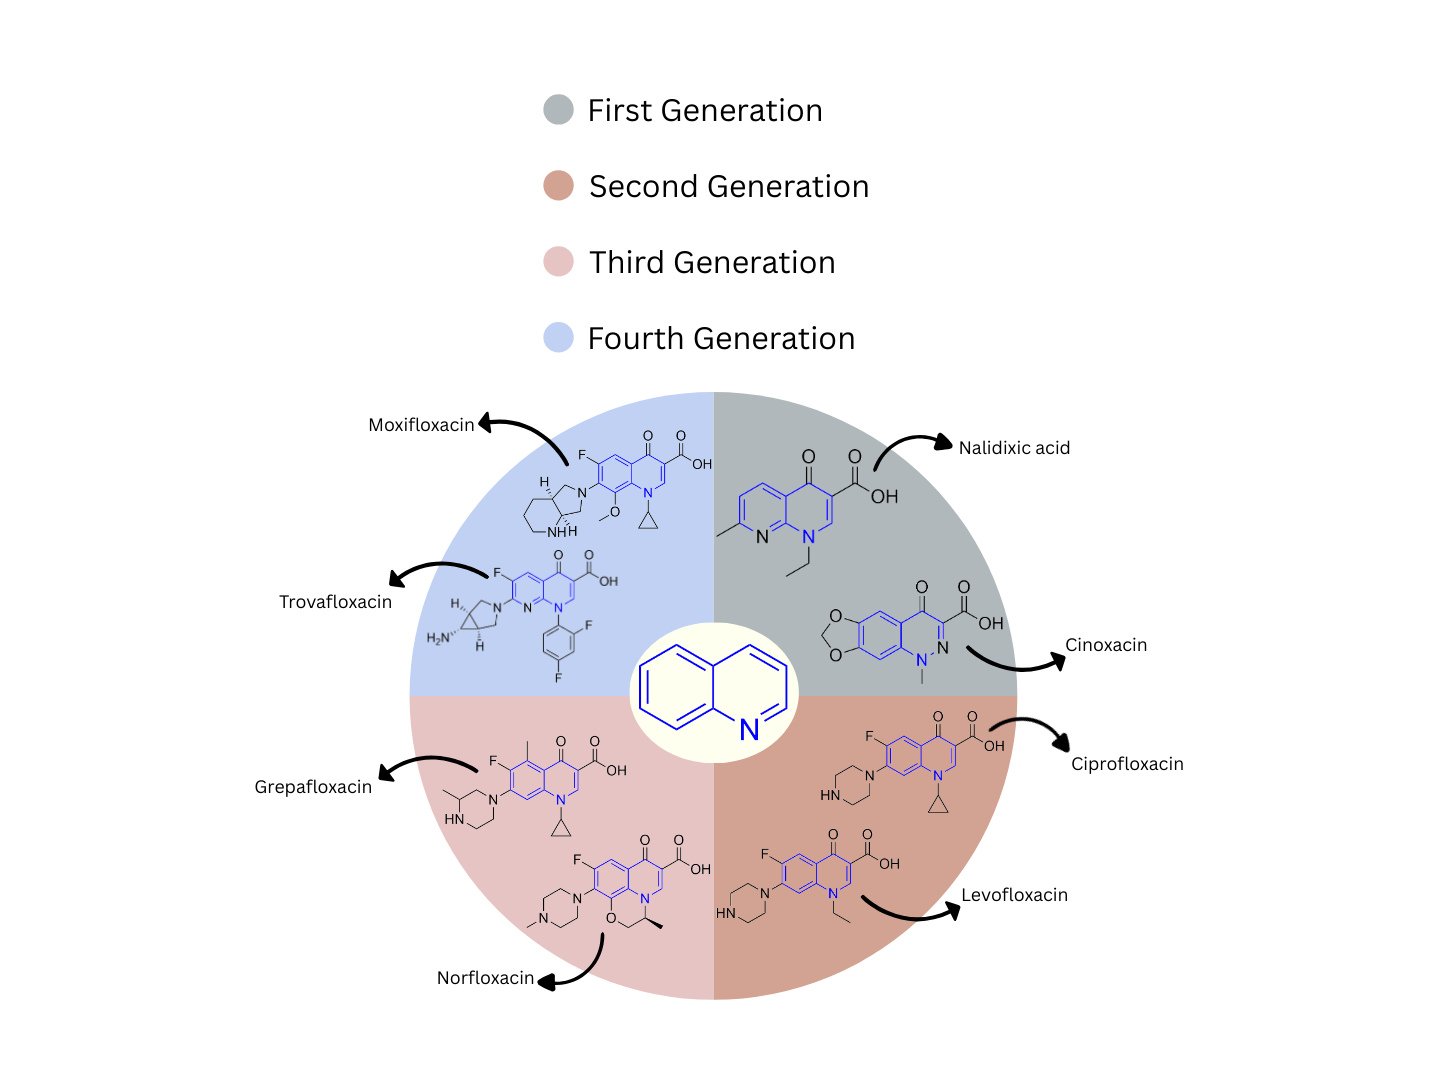 First Generation
Second Generation
Third Generation
Fourth Generation
Moxifloxacin
O
O
F
OH
H
N
N
O
NH
H
Nalidixic acid
O
O
OH
N
N
Trovafloxacin
O
O
F
OH
H
N
N
N
H₂N
H
F
F
O
O
O
OH
O
N
N
Cinoxacin
N
Grepafloxacin
O
O
F
OH
N
N
HN
O
O
F
OH
N
N
HN
Ciprofloxacin
O
O
F
OH
N
N
O
N
Norfloxacin
O
O
F
OH
N
N
HN
Levofloxacin